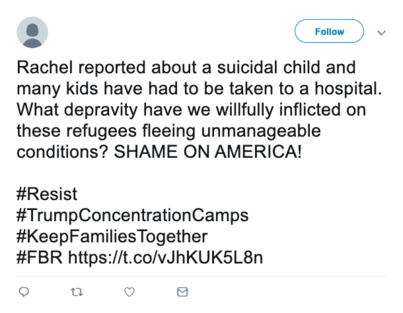 Follow
Rachel reported about a suicidal child and
many kids have had to be taken to a hospital.
What depravity have we willfully inflicted on
these refugees fleeing unmanageable
conditions? SHAME ON AMERICA!
#Resist
#TrumpConcentrationCamps
#KeepFamiliesTogether
#FBR https://t.co/vJhKUK5L8n